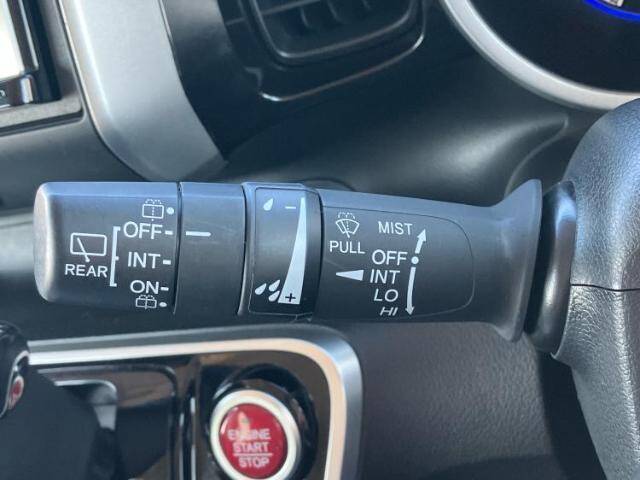 OFF
REAR
INT
ON
-
+
PULL
MIST
OFF
INT
LO
HI
ENGINE
START
STOP